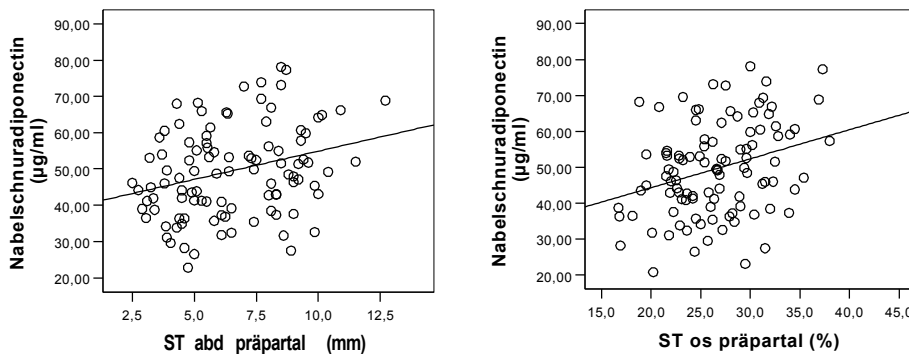 Nabelschnuradiponectin
(µg/ml)
90,00
80,00
70,00
60,00
50,00
40,00
30,00
20,00
2,5 5,0 7,5 10,0 12,5
ST abd präpartal (mm)
Nabelschnuradiponectin
(µg/ml)
90,00
80,00
70,00
60,00
50,00
40,00
30,00
20,00
15,0 20,0 25,0 30,0 35,0 40,0 45,0
ST os präpartal (%)